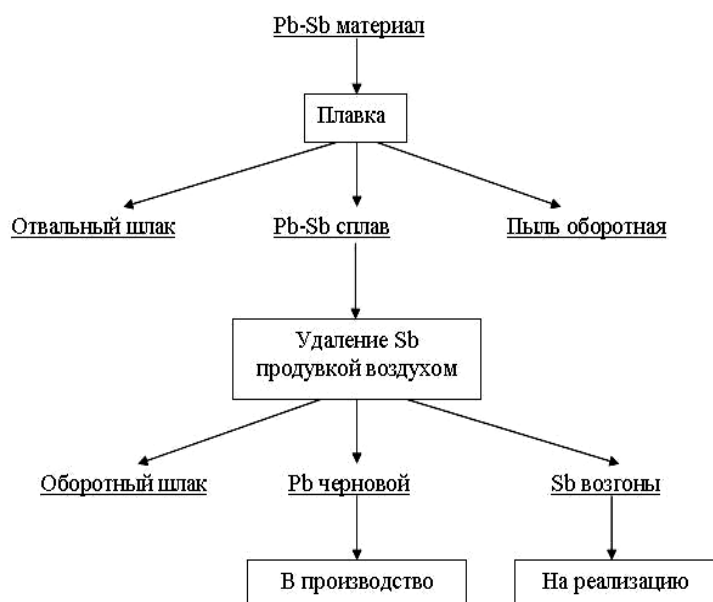 Pb-Sb материал
Плавка
Отвальный шлак
Pb-Sb сплав
Пыль оборотная
Удаление Sb
продувкой воздухом
Оборотный шлак
Pb черновой
Sb возгоны
В производство
На реализацию